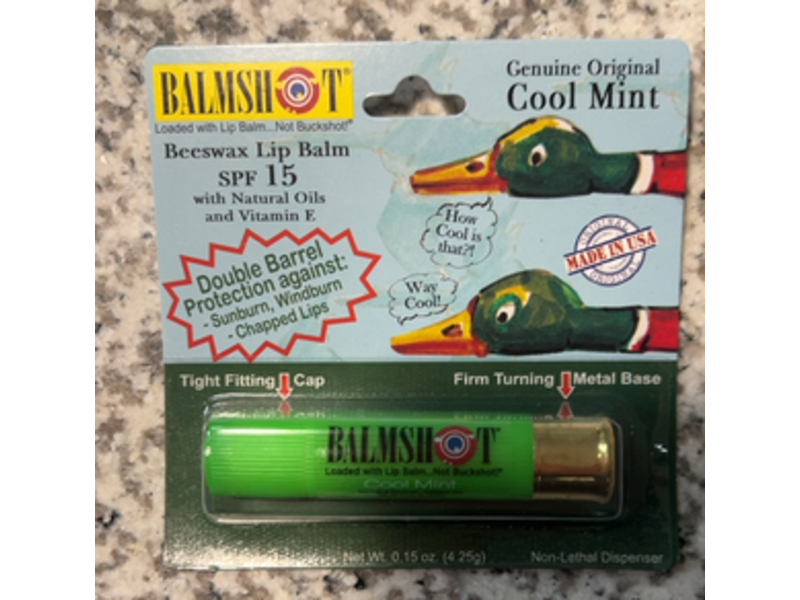 BALMSHOT®
Loaded with Lip Balm...Not Buckshot!®
Beeswax Lip Balm
SPF 15
with Natural Oils
and Vitamin E
Double Barrel
Protection against:
- Sunburn, Windburn
- Chapped Lips
Genuine Original
Cool Mint
How
Cool is
that?!
Way
Cool!
ORIGINAL
MADE IN USA
ORIGINAL
Tight Fitting Cap
Firm Turning Metal Base
BALMSHOT
Loaded with Lip Balm...Not Buckshot!®
Cool Mint
Net Wt. 0.15 oz. (4.25g)
Non-Lethal Dispenser